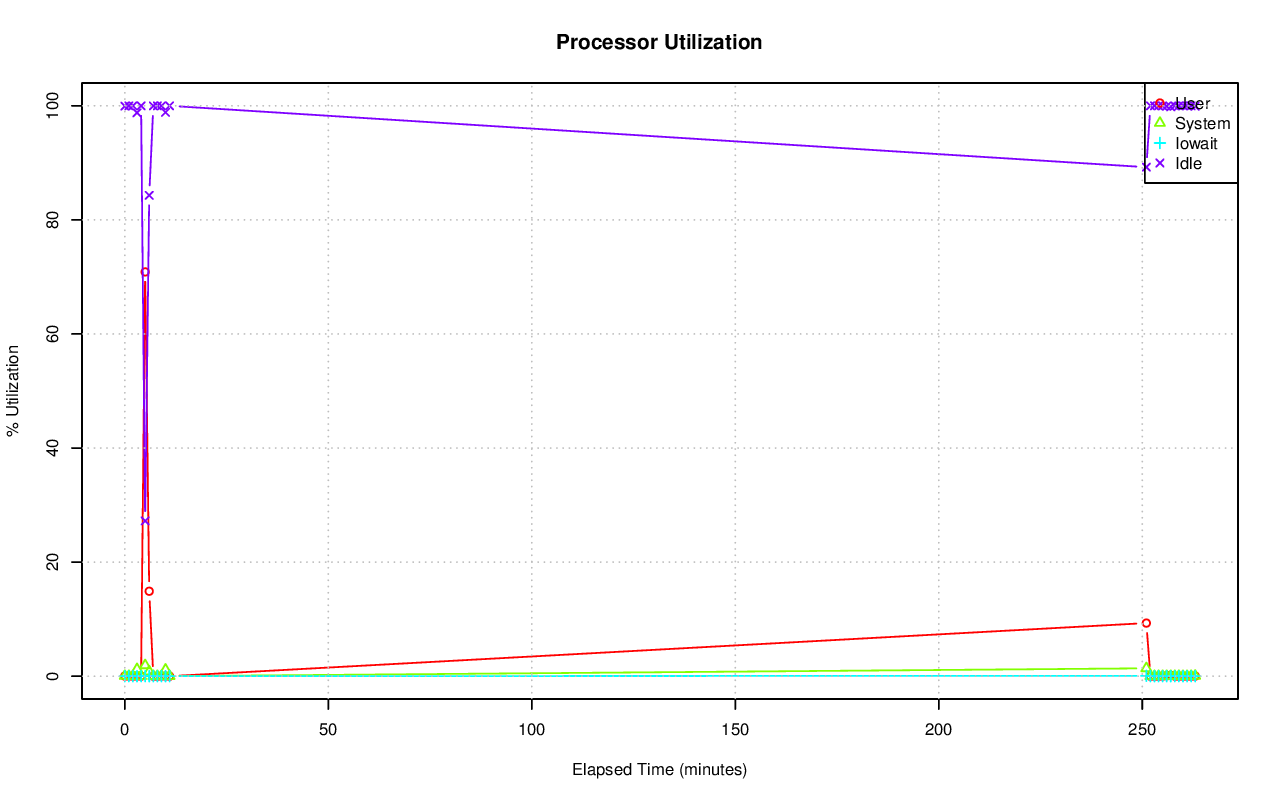 Processor Utilization
% Utilization
100
80
60
40
20
0
User
System
Iowait
Idle
0 50 100 150 200 250
Elapsed Time (minutes)